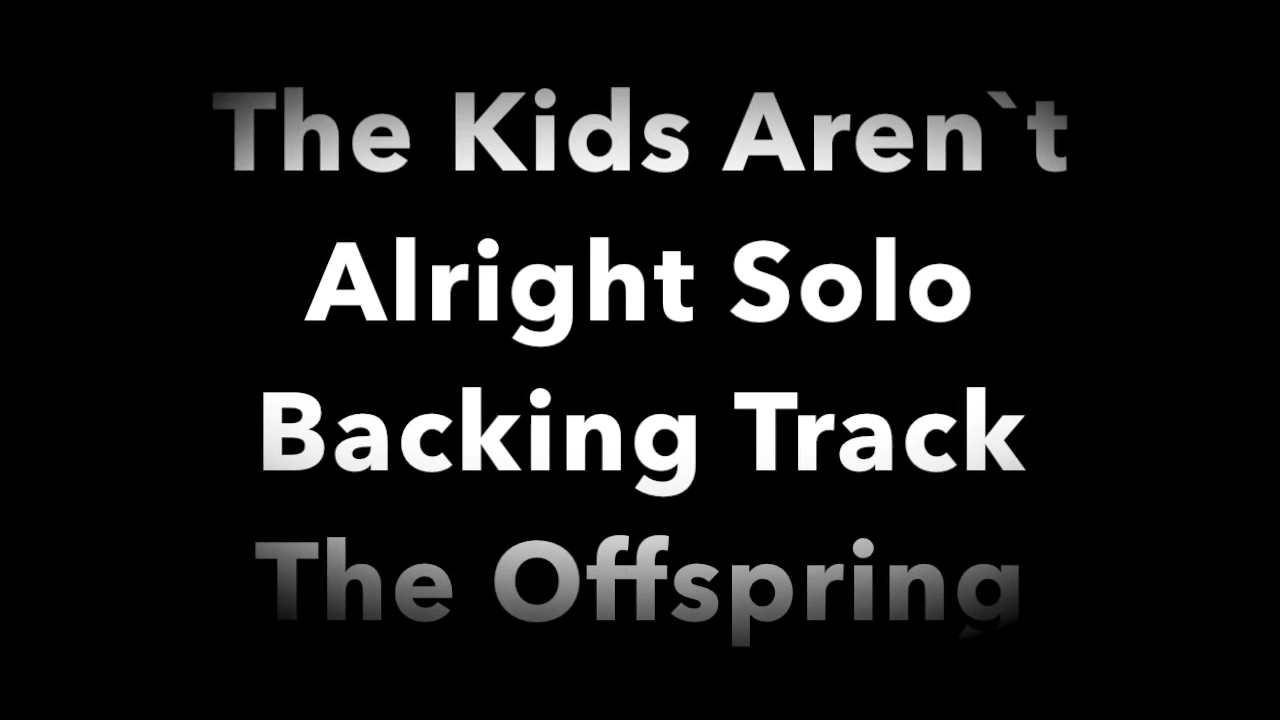 The Kids Aren`t
Alright Solo
Backing Track
The Offspring